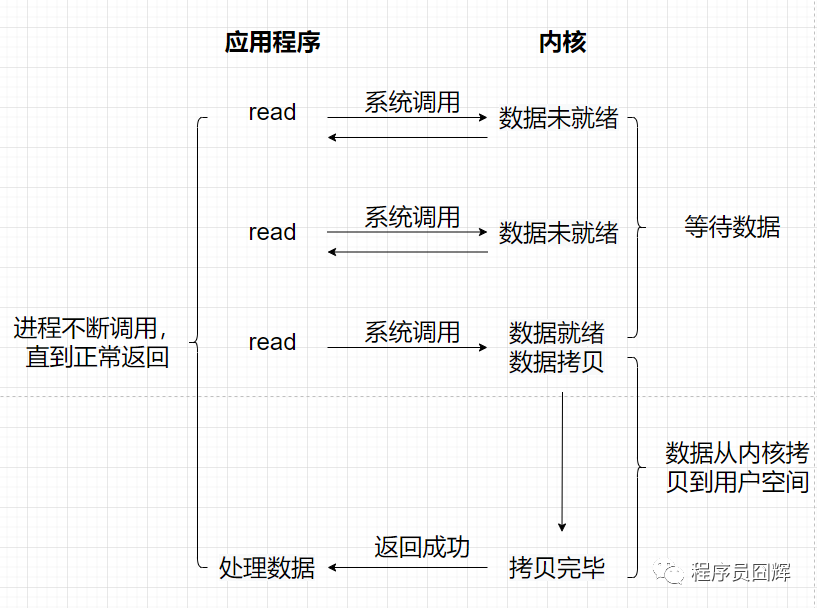 应用程序
内核
read
系统调用
数据未就绪
read
系统调用
数据未就绪
等待数据
进程不断调用，
直到正常返回
read
系统调用
数据就绪
数据拷贝
数据从内核拷
贝到用户空间
处理数据
返回成功
拷贝完毕
程序员囧辉